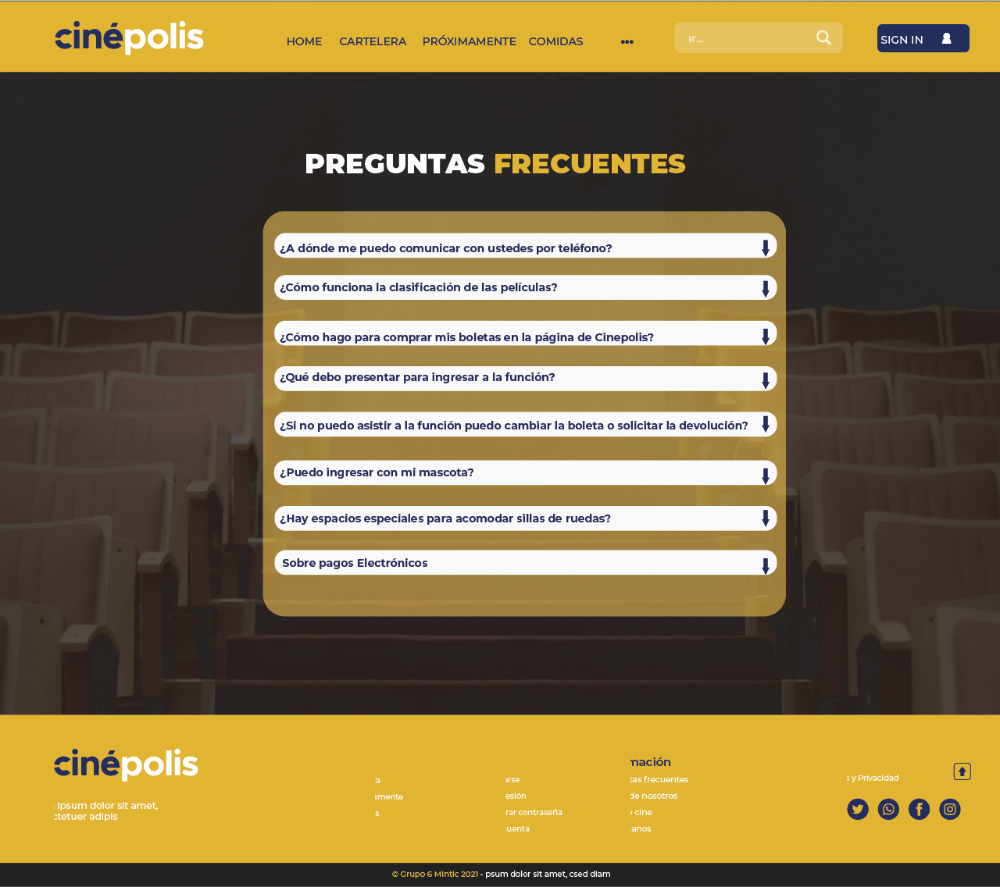 cinépolis
HOME CARTELERA PRÓXIMAMENTE COMIDAS ••• ar... SIGN IN
PREGUNTAS FRECUENTES
¿A dónde me puedo comunicar con ustedes por teléfono?
¿Cómo funciona la clasificación de las películas?
¿Cómo hago para comprar mis boletas en la página de Cinepolis?
¿Qué debo presentar para ingresar a la función?
¿Si no puedo asistir a la función puedo cambiar la boleta o solicitar la devolución?
¿Puedo ingresar con mi mascota?
¿Hay espacios especiales para acomodar sillas de ruedas?
Sobre pagos Electrónicos
cinépolis
ipsum dolor sit amet,
ctetuer adipis
ra
amente
s
arse
esión
rar contraseña
uenta
mación
tas frecuentes
de nosotros
o cine
tanos
s y Privacidad
© Grupo 6 Mintic 2021 - psum dolor sit amet, csed diam